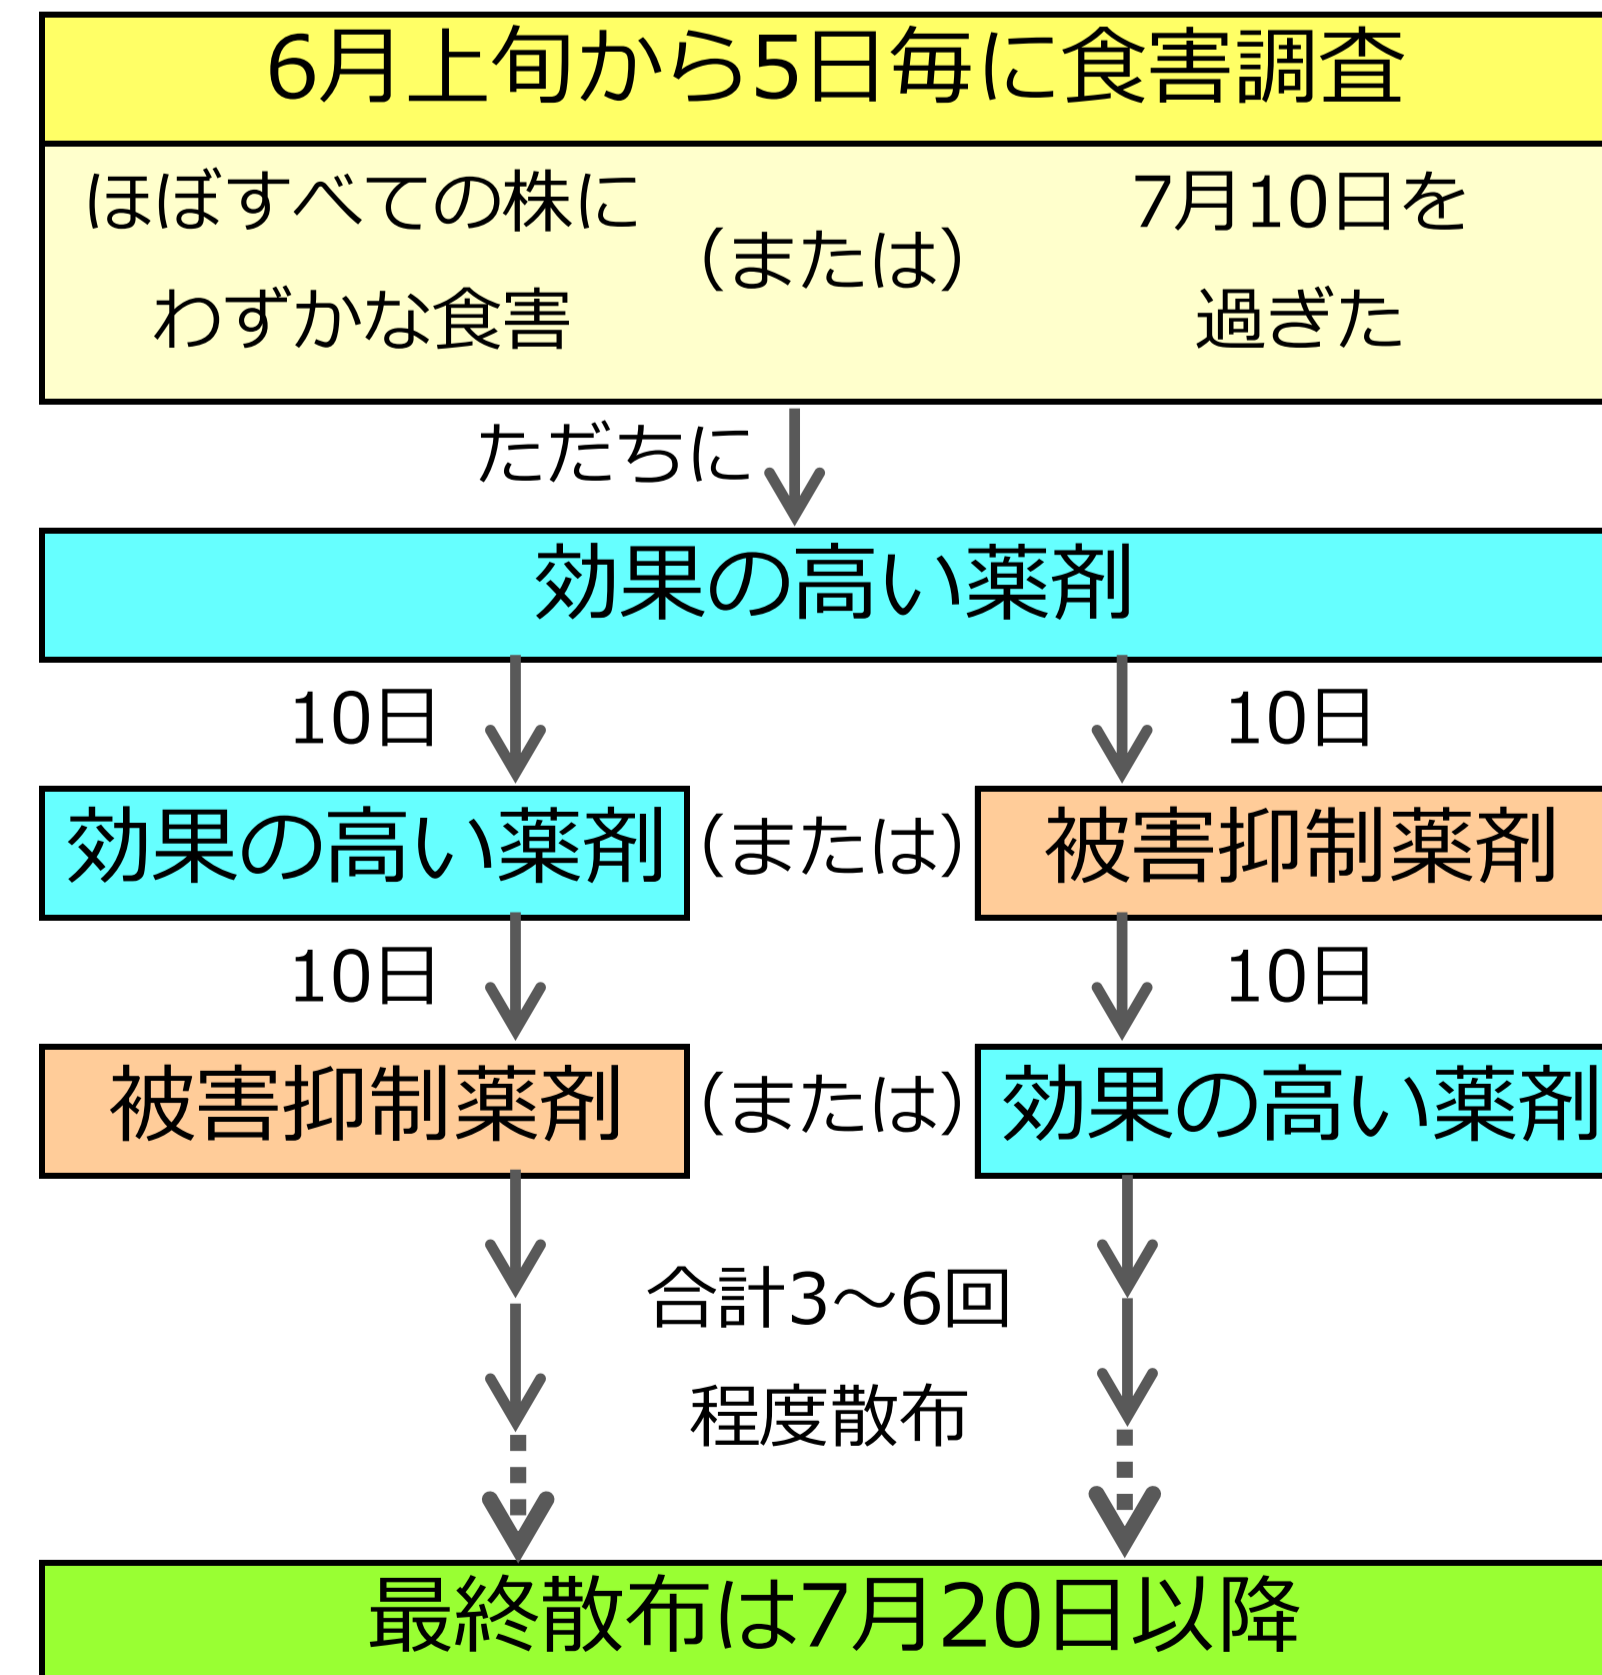 6月上旬から5日毎に食害調査
ほぼすべての株に
わずかな食害
（または）
7月10日を
過ぎた
ただちに
効果の高い薬剤
10日
10日
効果の高い薬剤
（または）
被害抑制薬剤
10日
10日
被害抑制薬剤
（または）
効果の高い薬剤
合計3～6回
程度散布
最終散布は7月20日以降